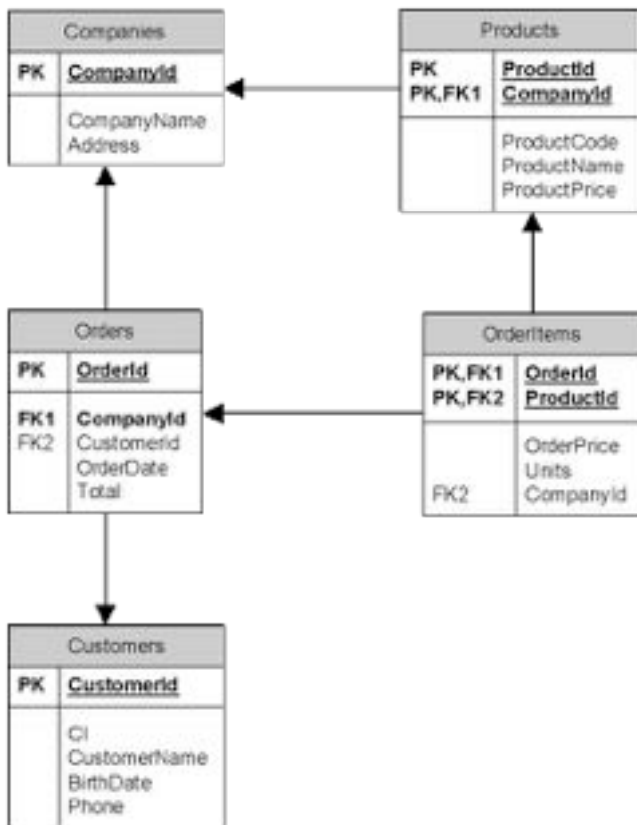 Companies
PK CompanyId
CompanyName
Address
Products
PK ProductId
PK,FK1 CompanyId
ProductCode
ProductName
ProductPrice
Orders
PK OrderId
FK1 CompanyId
FK2 CustomerId
OrderDate
Total
OrderItems
PK,FK1 OrderId
PK,FK2 ProductId
OrderPrice
Units
FK2 CompanyId
Customers
PK CustomerId
CI
CustomerName
BirthDate
Phone